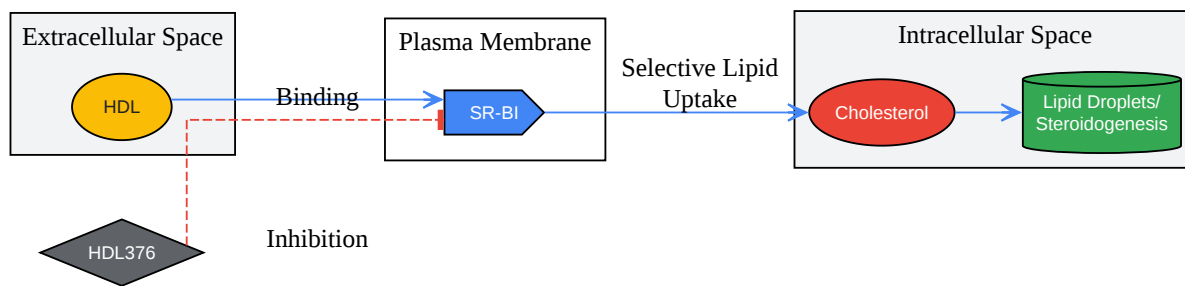 Extracellular Space
HDL
Binding
Plasma Membrane
SR-BI
Selective Lipid
Uptake
Intracellular Space
Cholesterol
Lipid Droplets/
Steroidogenesis
HDL376
Inhibition